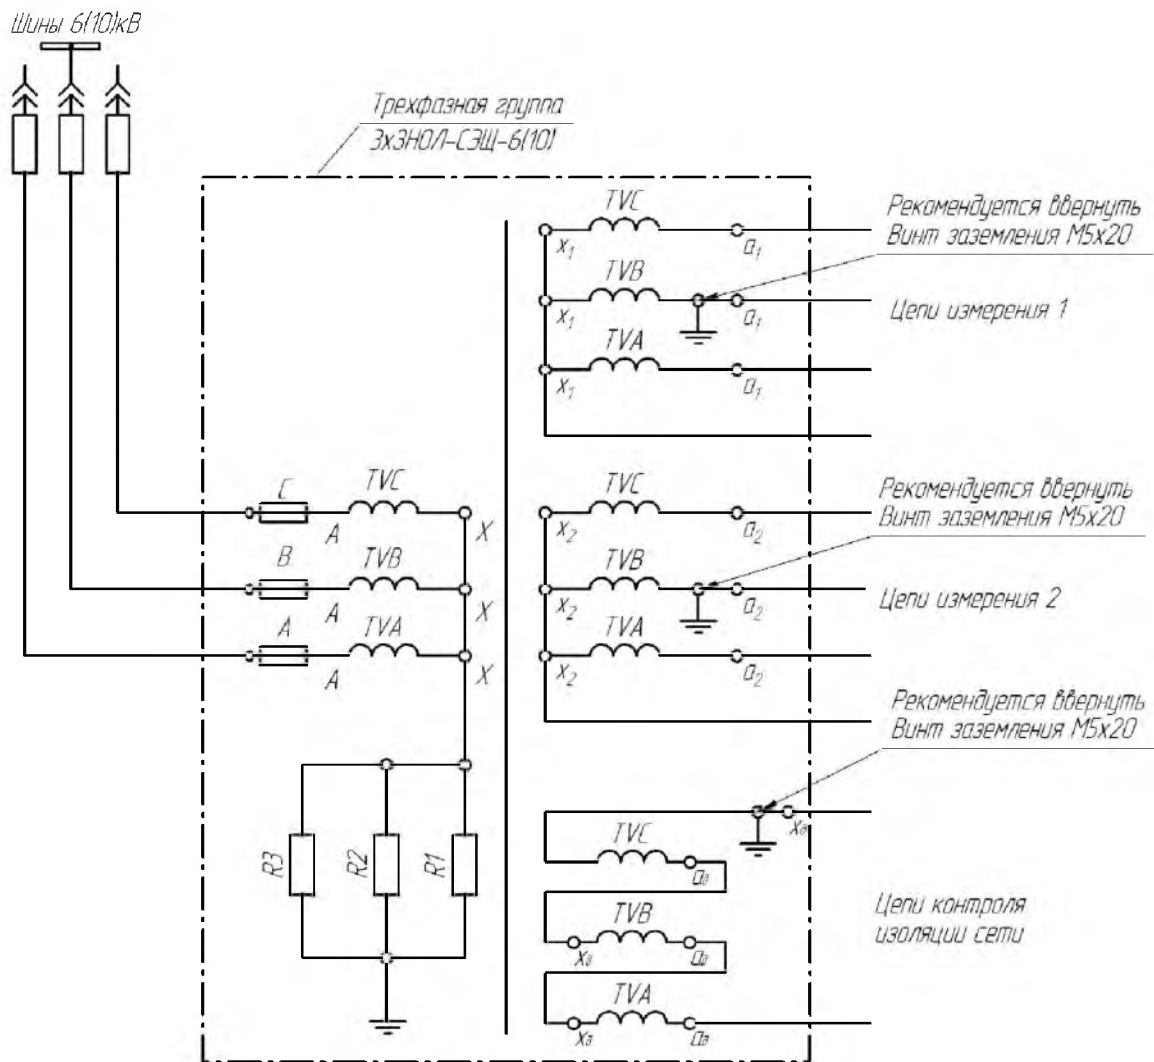 Шины 6(10)кВ
Трехфазная группа
3хЗНОЛ-СЭЩ-6(10)
TVC
x1
a1
Рекомендуется ввернуть
Винт заземления М5х20
TVB
x1
a1
Цепи измерения 1
TVA
x1
a1
C
TVC
A
X
TVC
x2
a2
Рекомендуется ввернуть
Винт заземления М5х20
B
TVB
A
X
TVB
x2
a2
Цепи измерения 2
A
TVA
A
X
TVA
x2
a2
Рекомендуется ввернуть
Винт заземления М5х20
R3
R2
R1
xд
TVC
aд
TVB
xд
aд
Цепи контроля
изоляции сети
TVA
xд
aд